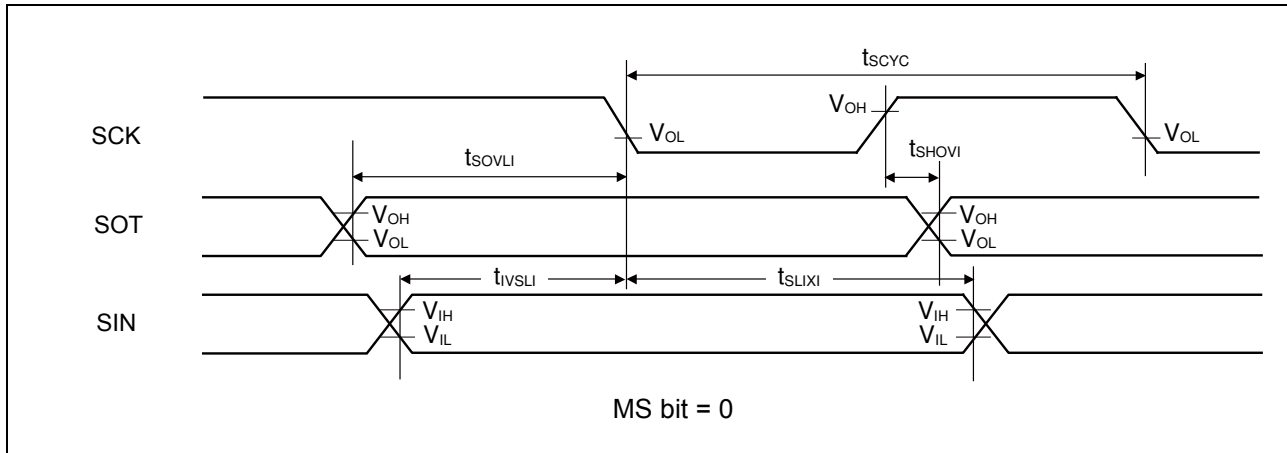 tSCYC
SCK
VOH
VOL
VOL
tSOVLI
tSHOVI
SOT
VOH
VOL
VOH
VOL
tIVSLI
tSLIXI
SIN
VIH
VIL
VIH
VIL
MS bit = 0